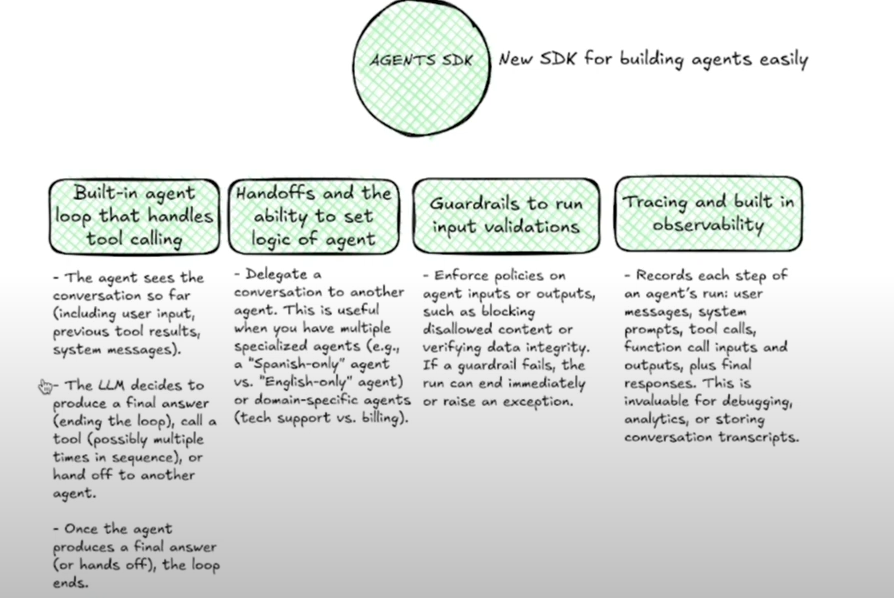 AGENTS SDK
New SDK for building agents easily
Built-in agent
loop that handles
tool calling
- The agent sees the
conversation so far
(including user input,
previous tool results,
system messages).
- The LLM decides to
produce a final answer
(ending the loop), call a
tool (possibly multiple
times in sequence), or
hand off to another
agent.
- Once the agent
produces a final answer
(or hands off), the loop
ends.
Handoffs and the
ability to set
logic of agent
- Delegate a
conversation to another
agent. This is useful
when you have multiple
specialized agents (e.g.,
a "Spanish-only" agent
vs. "English-only" agent)
or domain-specific agents
(tech support vs. billing).
Guardrails to run
input validations
- Enforce policies on
agent inputs or outputs,
such as blocking
disallowed content or
verifying data integrity.
If a guardrail fails, the
run can end immediately
or raise an exception.
Tracing and built in
observability
- Records each step of
an agent's run: user
messages, system
prompts, tool calls,
function call inputs and
outputs, plus final
responses. This is
invaluable for debugging,
analytics, or storing
conversation transcripts.